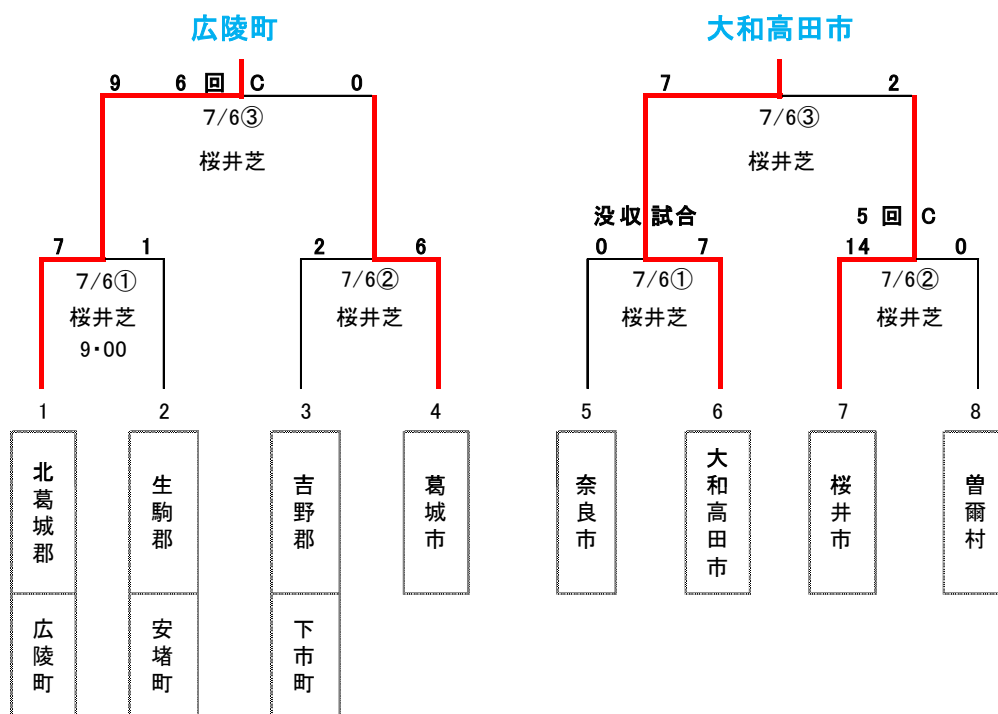 広陵町
大和高田市
9 6 回 C 0
7 2
7/6③
7/6③
桜井芝
桜井芝
没収試合
5 回 C
7 1
2 6
0 7
14 0
7/6①
7/6②
7/6①
7/6②
桜井芝
桜井芝
桜井芝
桜井芝
9・00
1 2 3 4 5 6 7 8
北葛城郡
生駒郡
吉野郡
葛城市
奈良市
大和高田市
桜井市
曽爾村
広陵町
安堵町
下市町